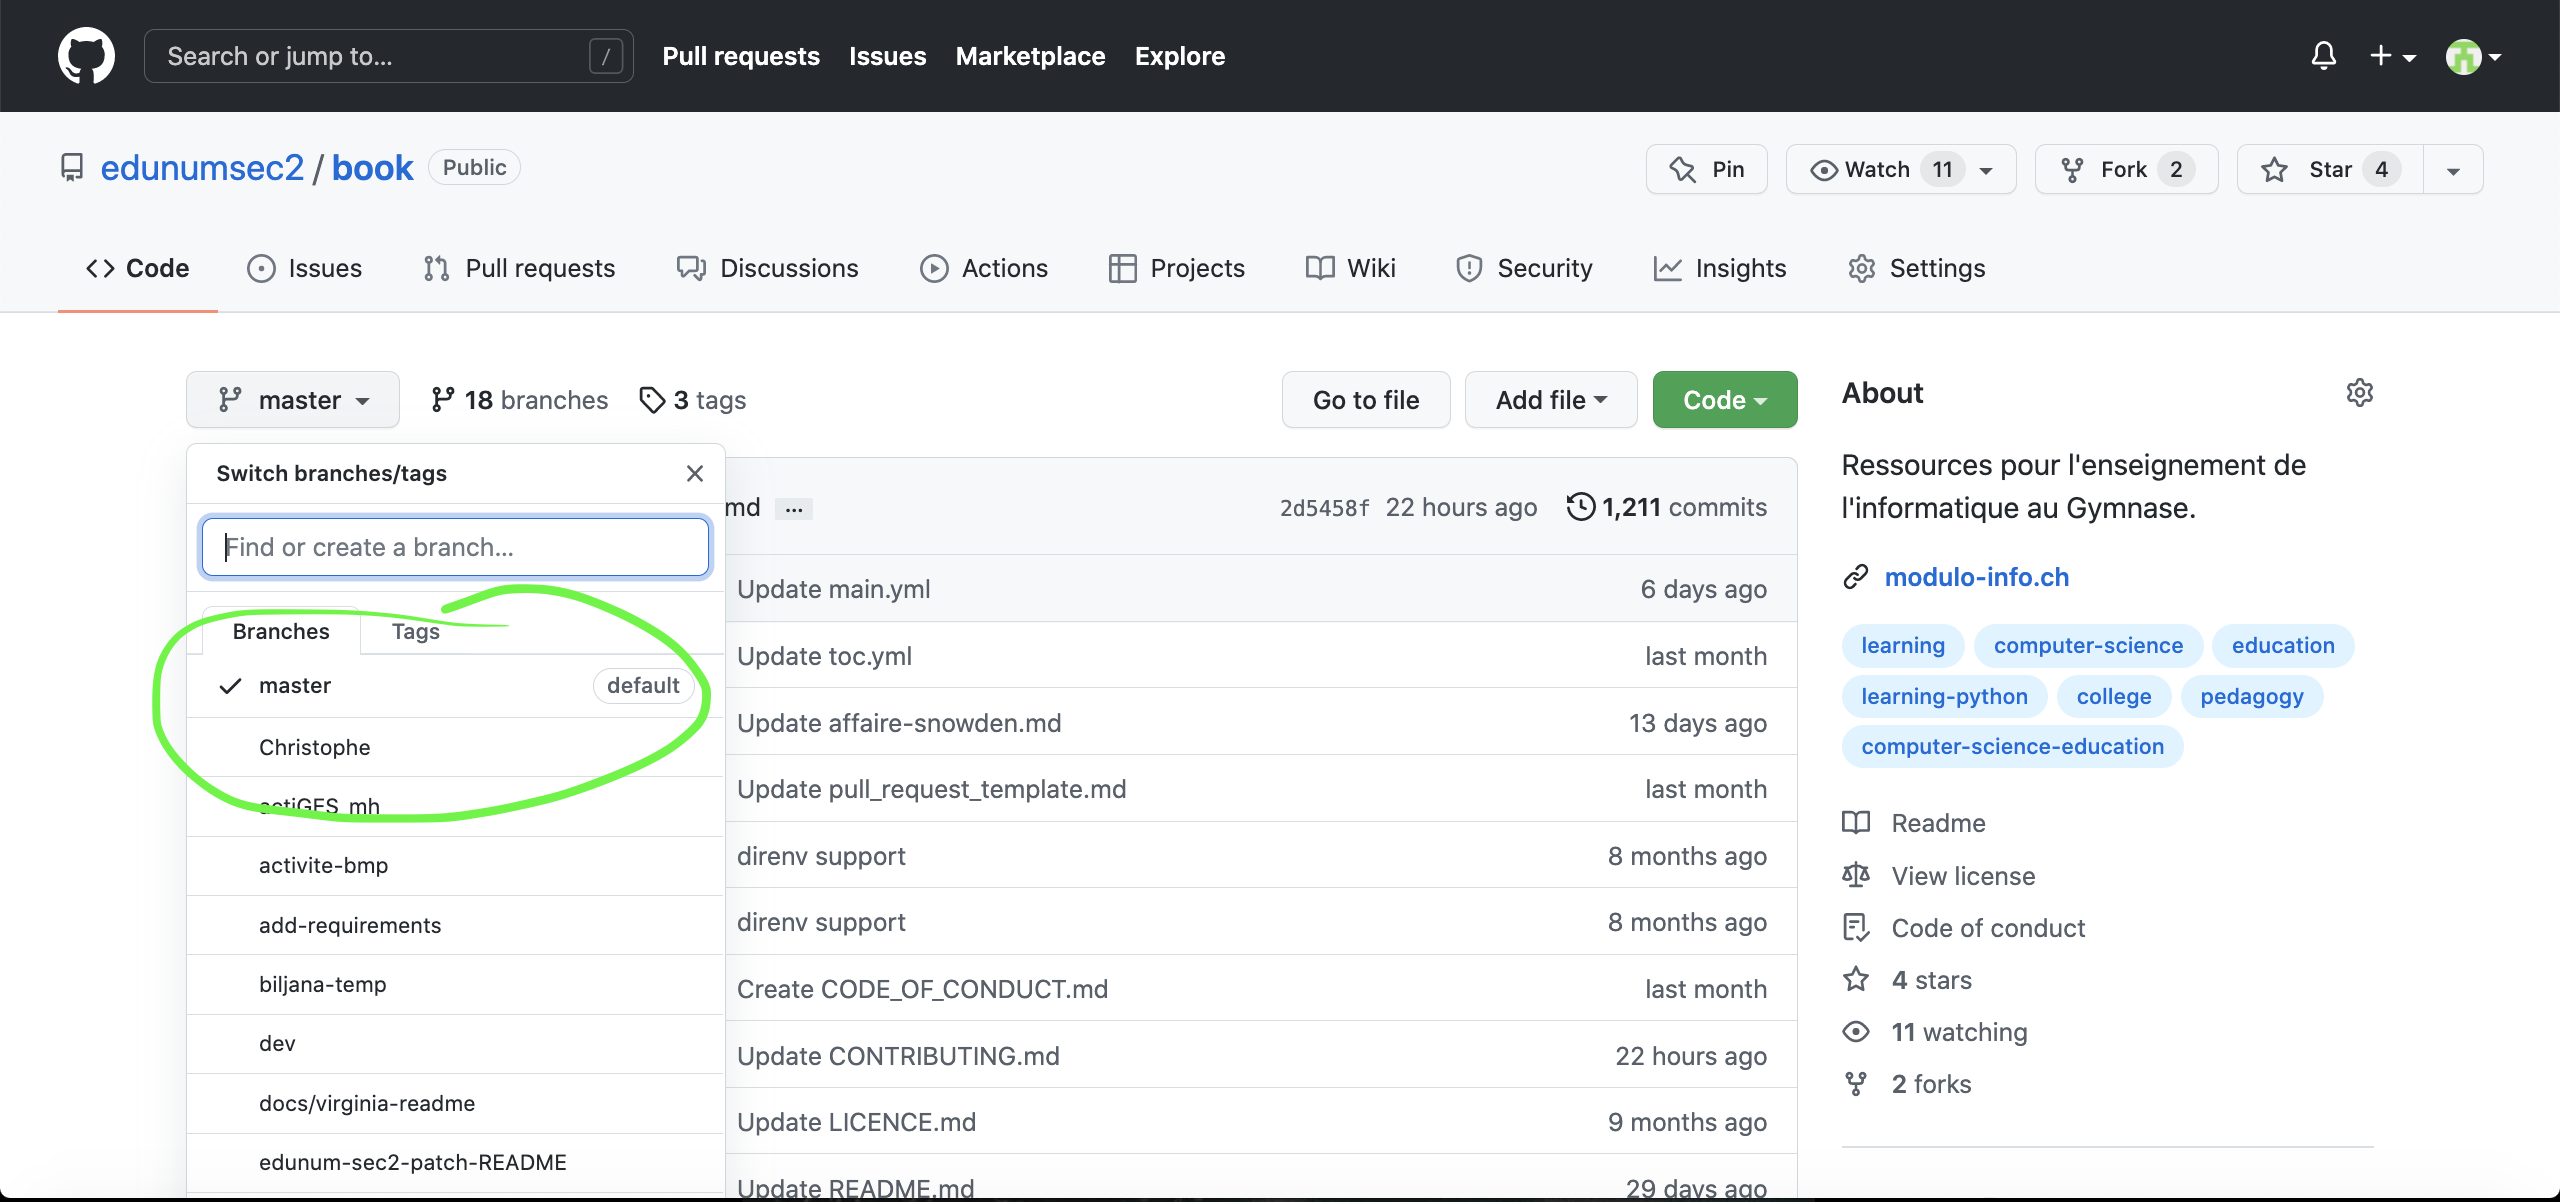 Search or jump to... /
Pull requests Issues Marketplace Explore
edunumsec2 / book Public
Pin
Watch 11
Fork 2
Star 4
Code Issues Pull requests Discussions Actions Projects Wiki Security Insights Settings
master 18 branches 3 tags
Go to file Add file Code
Switch branches/tags
Find or create a branch...
Branches Tags
master default
Christophe
actiGES_mh
activite-bmp
add-requirements
biljana-temp
dev
docs/virginia-readme
edunum-sec2-patch-README
md ... 2d5458f 22 hours ago 1,211 commits
Update main.yml 6 days ago
Update toc.yml last month
Update affaire-snowden.md 13 days ago
Update pull_request_template.md last month
direnv support 8 months ago
direnv support 8 months ago
Create CODE_OF_CONDUCT.md last month
Update CONTRIBUTING.md 22 hours ago
Update LICENCE.md 9 months ago
Update README.md 29 days ago
About
Ressources pour l'enseignement de
l'informatique au Gymnase.
modulo-info.ch
learning computer-science education
learning-python college pedagogy
computer-science-education
Readme
View license
Code of conduct
4 stars
11 watching
2 forks